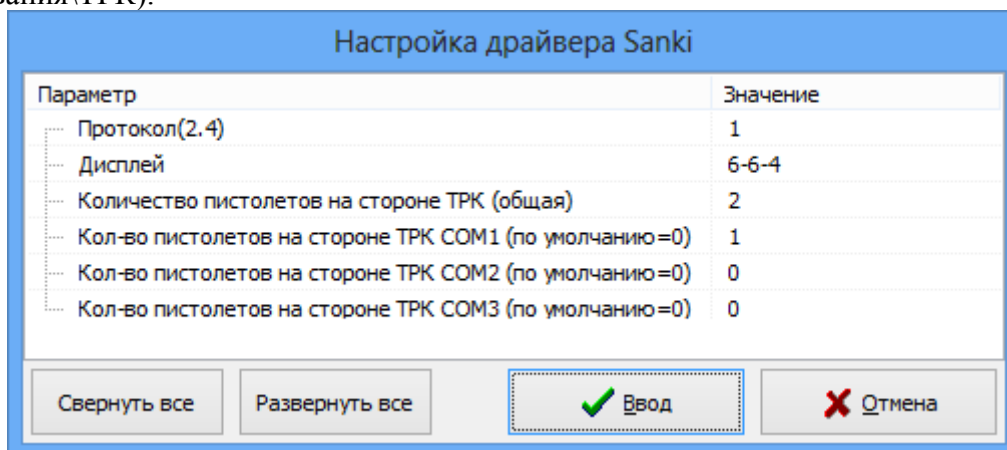 Настройка драйвера Sanki
Параметр Значение
Протокол(2.4) 1
Дисплей 6-6-4
Количество пистолетов на стороне ТРК (общая) 2
Кол-во пистолетов на стороне ТРК COM1 (по умолчанию=0) 1
Кол-во пистолетов на стороне ТРК COM2 (по умолчанию=0) 0
Кол-во пистолетов на стороне ТРК COM3 (по умолчанию=0) 0
Свернуть все Развернуть все Ввод Отмена